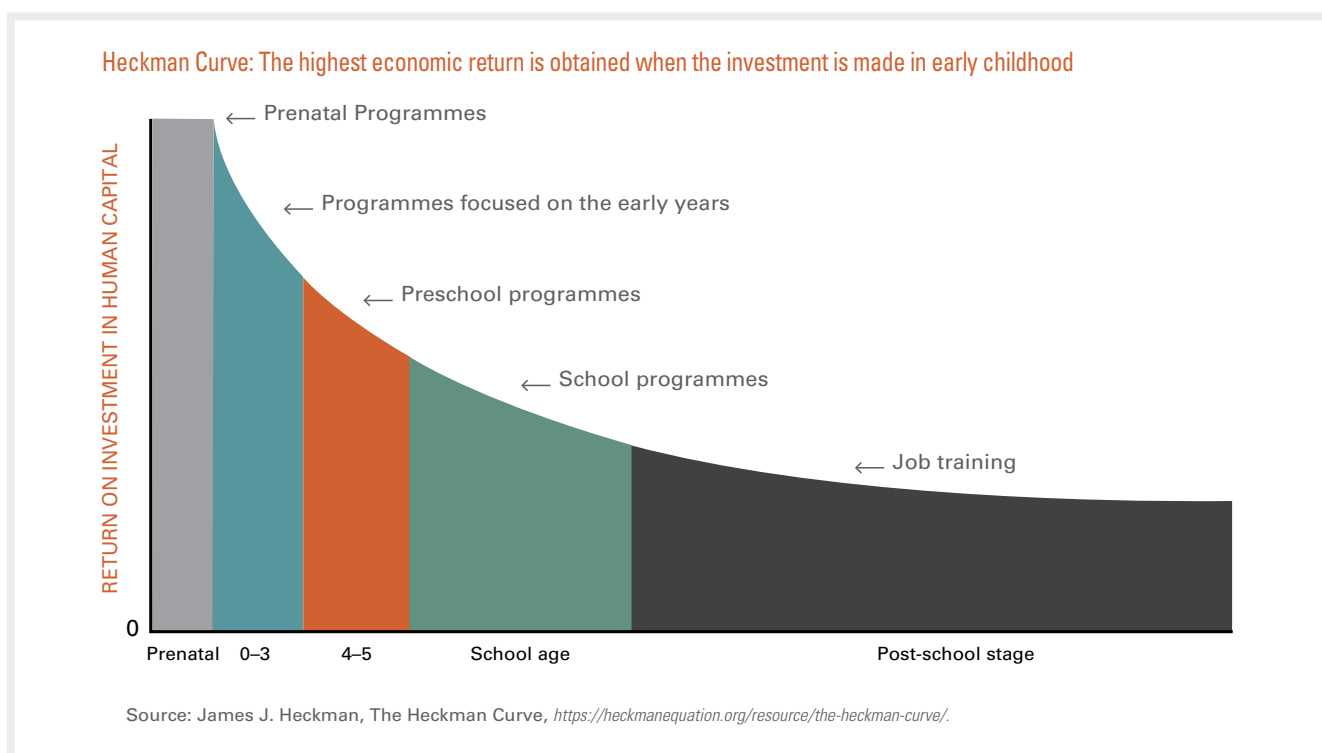 Heckman Curve: The highest economic return is obtained when the investment is made in early childhood
RETURN ON INVESTMENT IN HUMAN CAPITAL
← Prenatal Programmes
← Programmes focused on the early years
← Preschool programmes
← School programmes
← Job training
0
Prenatal 0–3 4–5 School age Post-school stage
Source: James J. Heckman, The Heckman Curve, https://heckmanequation.org/resource/the-heckman-curve/.